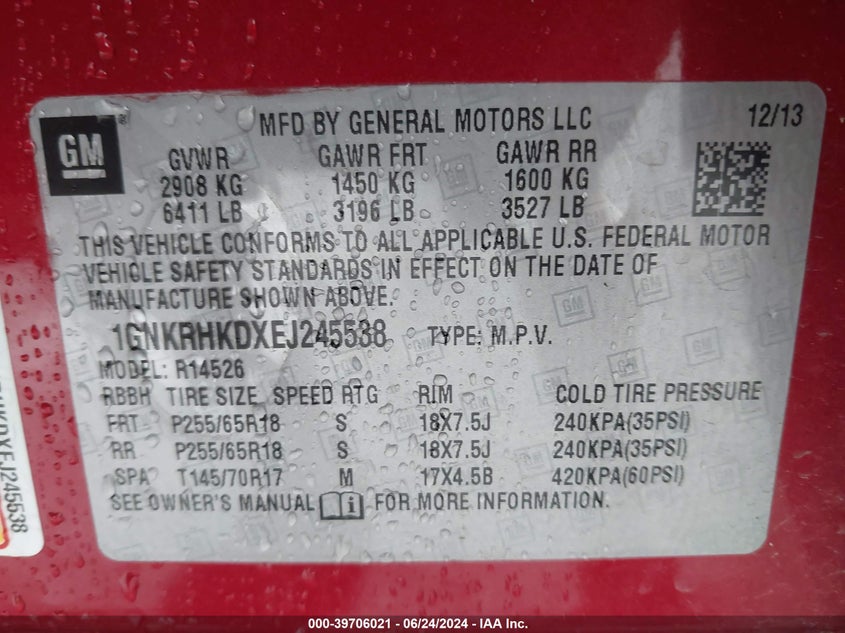 GM
MFD BY GENERAL MOTORS LLC 12/13
GVWR GAWR FRT GAWR RR
2908 KG 1450 KG 1600 KG
6411 LB 3196 LB 3527 LB
THIS VEHICLE CONFORMS TO ALL APPLICABLE U.S. FEDERAL MOTOR
VEHICLE SAFETY STANDARDS IN EFFECT ON THE DATE OF
MANUFACTURE SHOWN ABOVE.
1GNKRHKDXEJ245538 TYPE: M.P.V.
MODEL: R14526
RBBH TIRE SIZE SPEED RTG RIM COLD TIRE PRESSURE
FRT P255/65R18 S 18X7.5J 240KPA(35PSI)
RR P255/65R18 S 18X7.5J 240KPA(35PSI)
SPA T145/70R17 M 17X4.5B 420KPA(60PSI)
SEE OWNER'S MANUAL i FOR MORE INFORMATION.
000-39706021 - 06/24/2024 - IAA Inc.